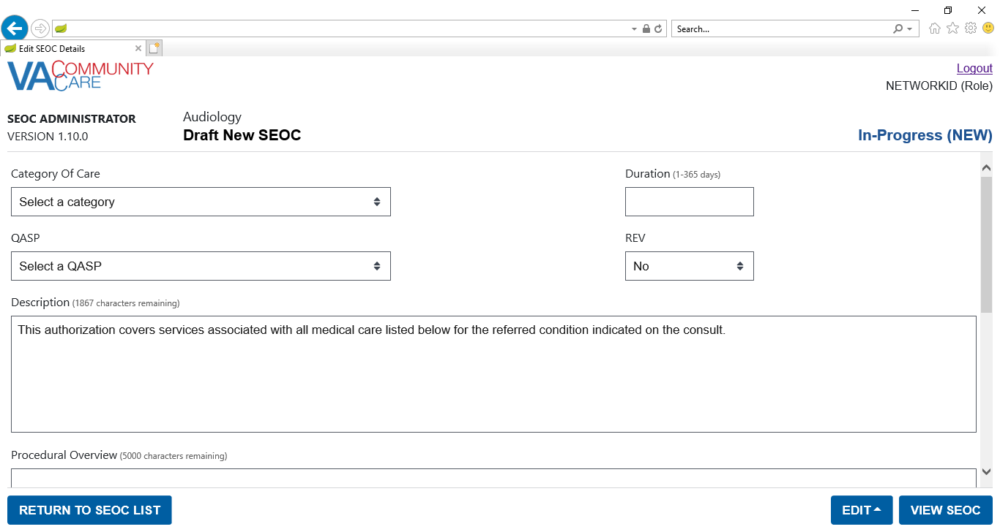 Search...
Edit SEOC Details
VA COMMUNITY CARE
Logout
NETWORKID (Role)
SEOC ADMINISTRATOR
VERSION 1.10.0
Audiology
Draft New SEOC
In-Progress (NEW)
Category Of Care
Duration (1-365 days)
Select a category
QASP
REV
Select a QASP
No
Description (1867 characters remaining)
This authorization covers services associated with all medical care listed below for the referred condition indicated on the consult.
Procedural Overview (5000 characters remaining)
RETURN TO SEOC LIST
EDIT
VIEW SEOC